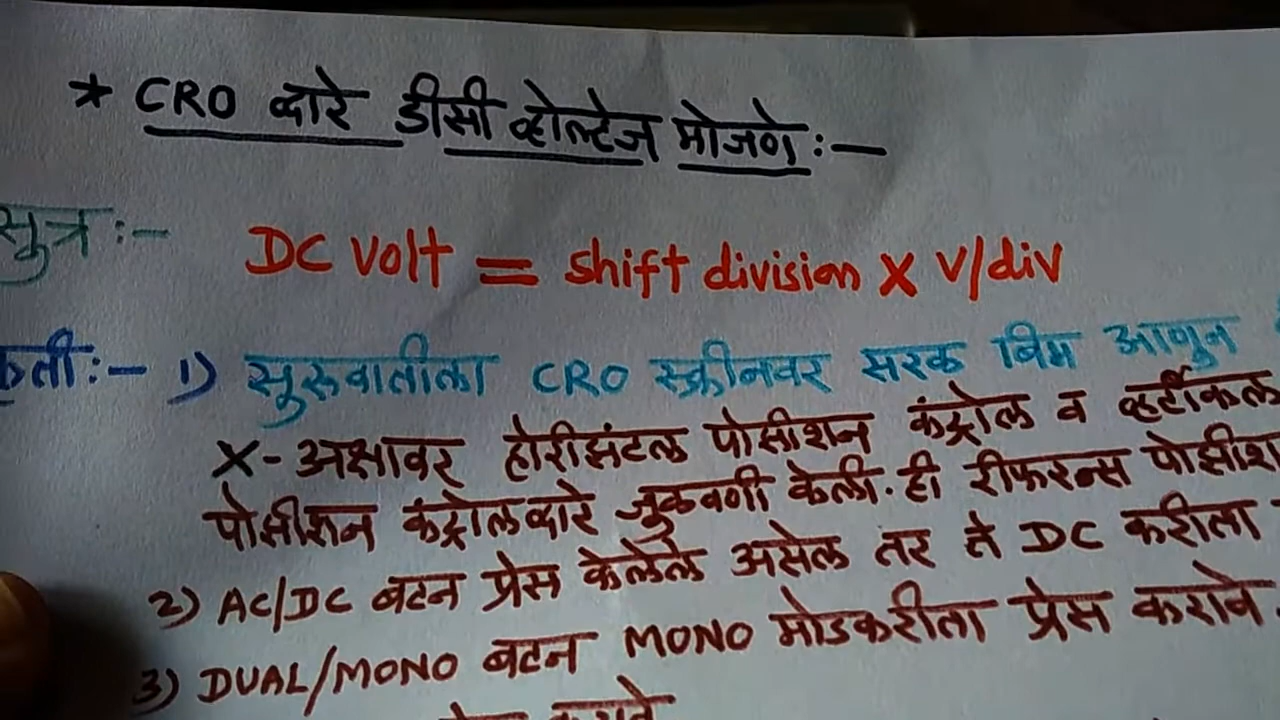 * CRO द्वारे डीसी व्होल्टेज मोजणे :-
सुत्र :- DC Volt = shift division X V/div
कृती :- 1) सुरुवातीला CRO स्क्रीनवर सरळ बिम आणुन
X - अक्षावर होरीझंटल पोसीशन कंट्रोल व व्हर्टीकल
पोसीशन कंट्रोलद्वारे जुळवणी केली. ही रीफरन्स
2) AC/DC बटन प्रेस केलेले असेल तर ते DC करीता
3) DUAL/MONO बटन MONO मोडकरीता प्रेस करावे.